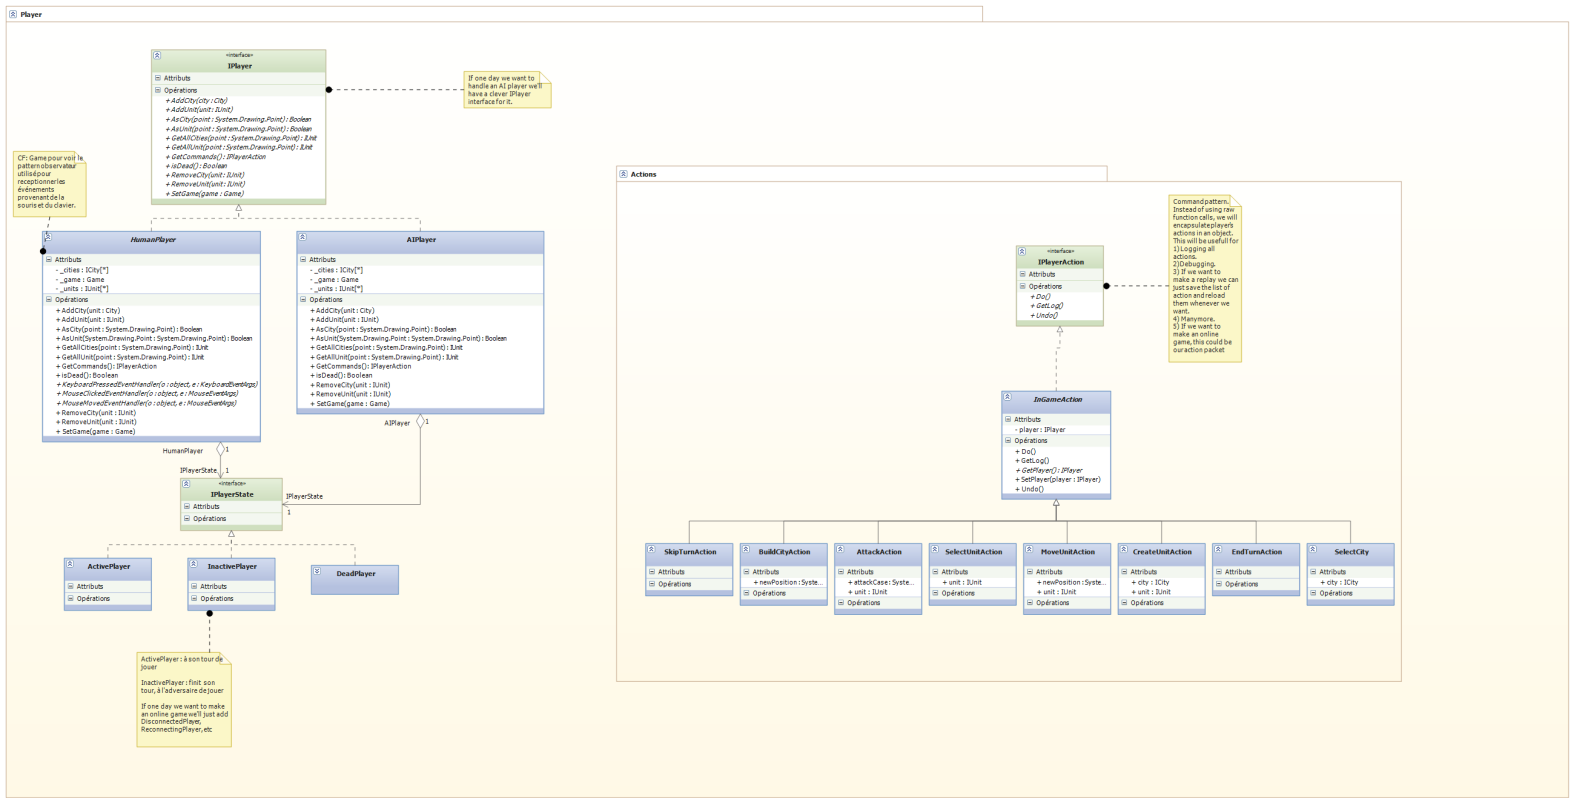 Player
«interface»
IPlayer
Attributs
Opérations
+ AddCity(city : City)
+ AddUnit(unit : IUnit)
+ AsCity(point : System.Drawing.Point) : Boolean
+ AsUnit(point : System.Drawing.Point) : Boolean
+ GetAllCities(point : System.Drawing.Point) : IUnit
+ GetAllUnit(point : System.Drawing.Point) : IUnit
+ GetCommands() : IPlayerAction
+ isDead() : Boolean
+ RemoveCity(unit : IUnit)
+ RemoveUnit(unit : IUnit)
+ SetGame(game : Game)
If one day we want to
handle an AI player we'll
have a clever IPlayer
interface for it.
CF: Game pour voir le
pattern observateur
utilisé pour
receptionner les
événements
provenant de la
souris et du clavier.
HumanPlayer
Attributs
- _cities : ICity[*]
- _game : Game
- _units : IUnit[*]
Opérations
+ AddCity(unit : City)
+ AddUnit(unit : IUnit)
+ AsCity(point : System.Drawing.Point) : Boolean
+ AsUnit(System.Drawing.Point : System.Drawing.Point) : Boolean
+ GetAllCities(point : System.Drawing.Point) : IUnit
+ GetAllUnit(point : System.Drawing.Point) : IUnit
+ GetCommands() : IPlayerAction
+ isDead() : Boolean
+ KeyboardPressedEventHandler(o : object, e : KeyboardEventArgs)
+ MouseClickedEventHandler(o : object, e : MouseEventArgs)
+ MouseMovedEventHandler(o : object, e : MouseEventArgs)
+ RemoveCity(unit : IUnit)
+ RemoveUnit(unit : IUnit)
+ SetGame(game : Game)
AIPlayer
Attributs
- _cities : ICity[*]
- _game : Game
- _units : IUnit[*]
Opérations
+ AddCity(unit : City)
+ AddUnit(unit : IUnit)
+ AsCity(point : System.Drawing.Point) : Boolean
+ AsUnit(System.Drawing.Point : System.Drawing.Point) : Boolean
+ GetAllCities(point : System.Drawing.Point) : IUnit
+ GetAllUnit(point : System.Drawing.Point) : IUnit
+ GetCommands() : IPlayerAction
+ isDead() : Boolean
+ RemoveCity(unit : IUnit)
+ RemoveUnit(unit : IUnit)
+ SetGame(game : Game)
HumanPlayer
1
IPlayerState
1
AIPlayer
1
IPlayerState
1
«interface»
IPlayerState
Attributs
Opérations
ActivePlayer
Attributs
Opérations
InactivePlayer
Attributs
Opérations
DeadPlayer
ActivePlayer : à son tour de
jouer
InactivePlayer : finit son
tour, à l'adversaire de jouer
If one day we want to make
an online game we'll just add
DisconnectedPlayer,
ReconnectingPlayer, etc
Actions
«interface»
IPlayerAction
Attributs
Opérations
+ Do()
+ GetLog()
+ Undo()
Command pattern.
Instead of using raw
function calls, we will
encapsulate player's
actions in an object.
This will be usefull for
1) Logging all
actions.
2)Debugging.
3) If we want to
make a replay we can
just save the list of
action and reload
them whenever we
want.
4) Manymore.
5) If we want to
make an online
game, this could be
our action packet
InGameAction
Attributs
- player : IPlayer
Opérations
+ Do()
+ GetLog()
+ GetPlayer() : IPlayer
+ SetPlayer(player : IPlayer)
+ Undo()
SkipTurnAction
Attributs
Opérations
BuildCityAction
Attributs
+ newPosition : Syste...
Opérations
AttackAction
Attributs
+ attackCase : Syste...
+ unit : IUnit
Opérations
SelectUnitAction
Attributs
+ unit : IUnit
Opérations
MoveUnitAction
Attributs
+ newPosition : Syste...
+ unit : IUnit
Opérations
CreateUnitAction
Attributs
+ city : ICity
+ unit : IUnit
Opérations
EndTurnAction
Attributs
Opérations
SelectCity
Attributs
+ city : ICity
Opérations